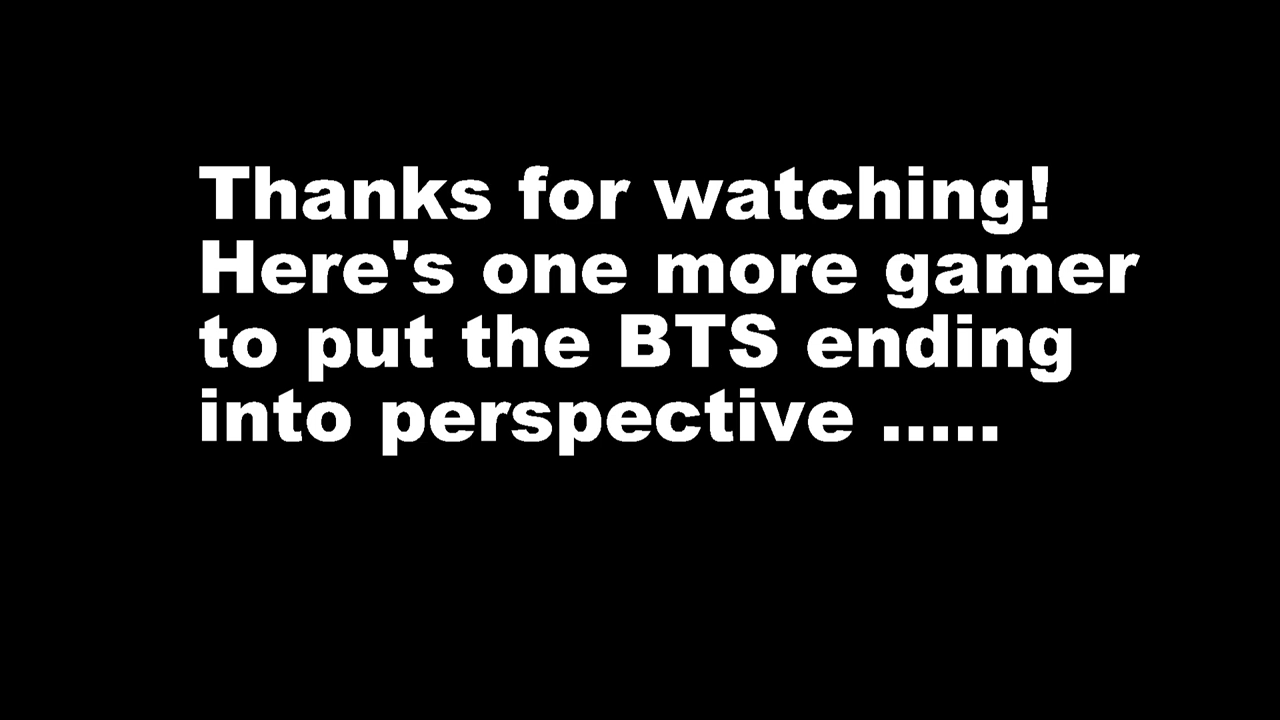 Thanks for watching!
Here's one more gamer
to put the BTS ending
into perspective .....